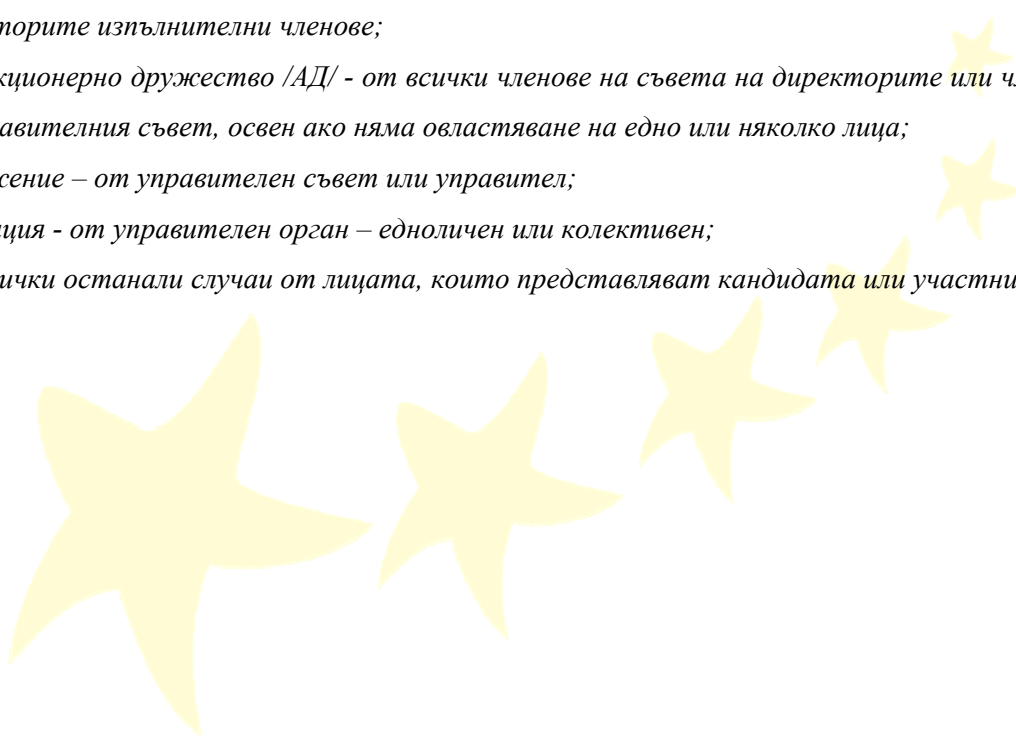 торите изпълнителни членове;
кционерно дружество /АД/ - от всички членове на съвета на директорите или чл
равителния съвет, освен ако няма овластяване на едно или няколко лица;
сение – от управителен съвет или управител;
ция - от управителен орган – едноличен или колективен;
ички останали случаи от лицата, които представляват кандидата или участни